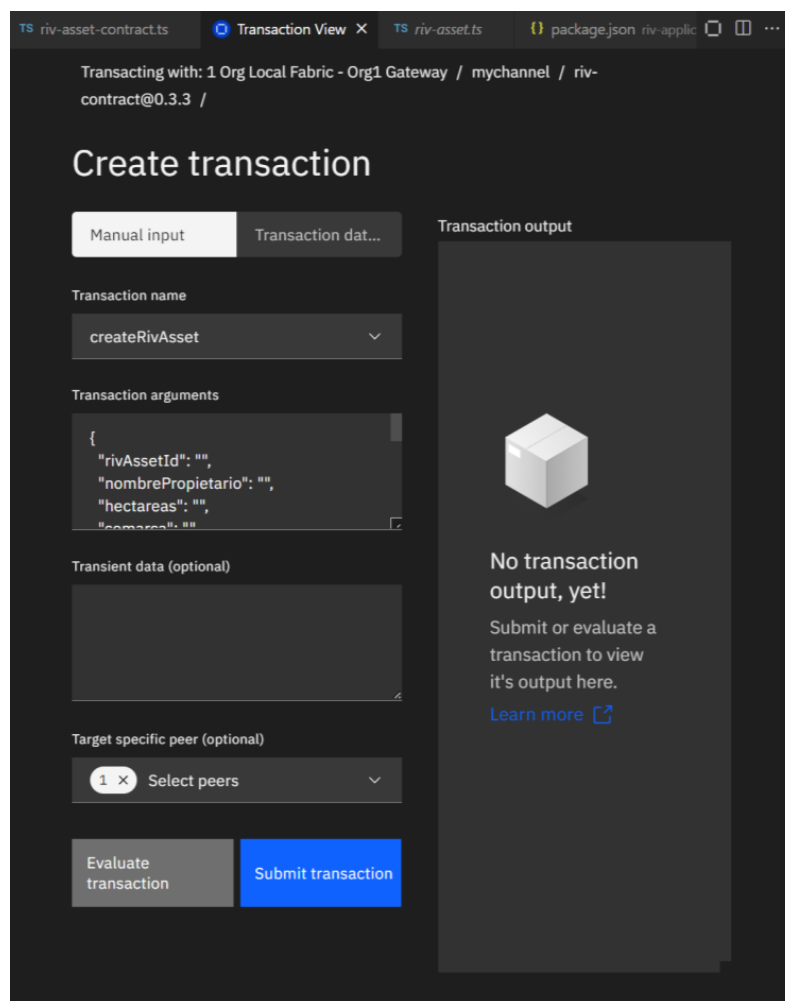 TS riv-asset-contract.ts Transaction View × TS riv-asset.ts {} package.json riv-applic ···
Transacting with: 1 Org Local Fabric - Org1 Gateway / mychannel / riv-
contract@0.3.3 /
Create transaction
Manual input Transaction dat...
Transaction output
Transaction name
createRivAsset
Transaction arguments
{
"rivAssetId": "",
"nombrePropietario": "",
"hectareas": "",
"comarca": ""
Transient data (optional)
No transaction
output, yet!
Submit or evaluate a
transaction to view
it's output here.
Learn more
Target specific peer (optional)
1 × Select peers
Evaluate
transaction
Submit transaction